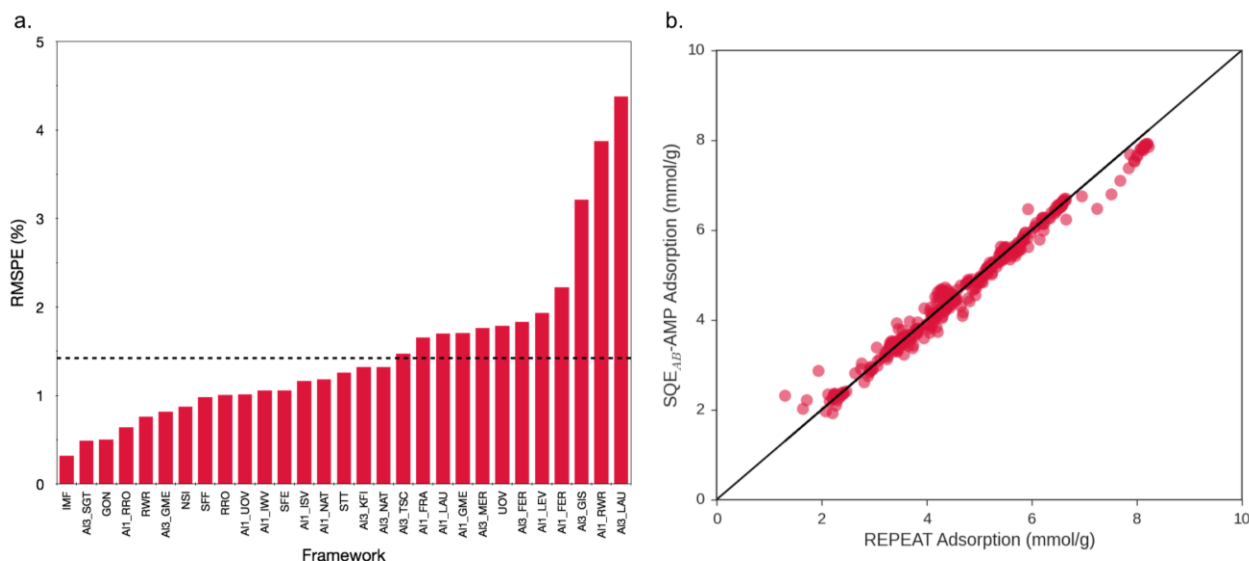 a.
5
4
3
2
1
0
RMSPE (%)
IMF
Al3_SGT
GON
Al1_RRO
RWR
Al3_GME
NSI
SFF
RRO
Al1_UOV
Al1_IWV
SFE
Al1_ISV
Al1_NAT
STT
Al3_KFI
Al3_NAT
Al3_TSC
Al1_FRA
Al1_LAU
Al1_GME
Al3_MER
UOV
Al3_FER
Al1_LEV
Al1_FER
Al3_GIS
Al1_RWR
Al3_LAU
Framework
b.
10
8
6
4
2
0
SQE_AB-AMP Adsorption (mmol/g)
0 2 4 6 8 10
REPEAT Adsorption (mmol/g)